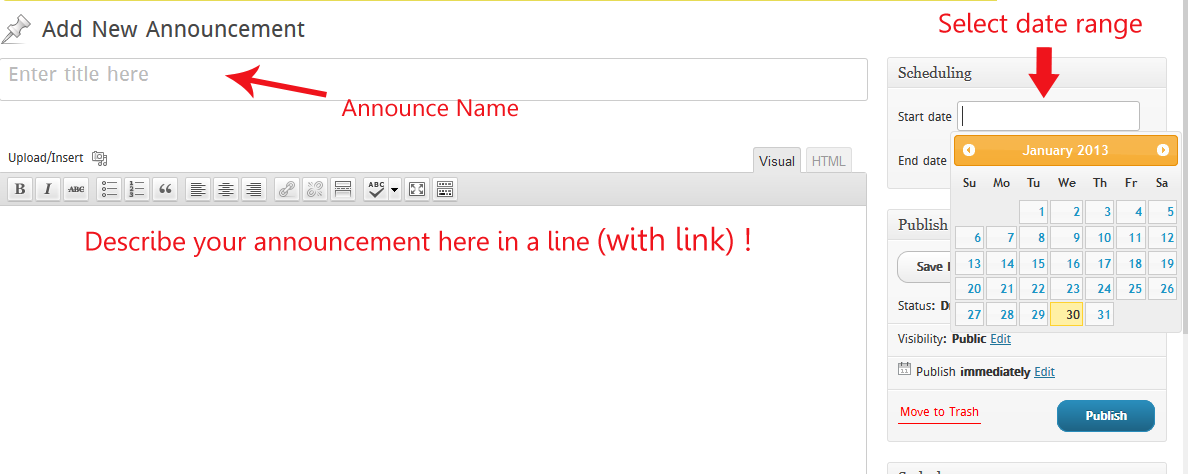 Add New Announcement
Select date range
Enter title here
Announce Name
Scheduling
Start date
End date
Upload/Insert
Visual
HTML
B I ABC ABC
Describe your announcement here in a line (with link) !
January 2013
Su Mo Tu We Th Fr Sa
1 2 3 4 5
6 7 8 9 10 11 12
13 14 15 16 17 18 19
20 21 22 23 24 25 26
27 28 29 30 31
Publish
Save
Status:
Visibility: Public Edit
Publish immediately Edit
Move to Trash
Publish